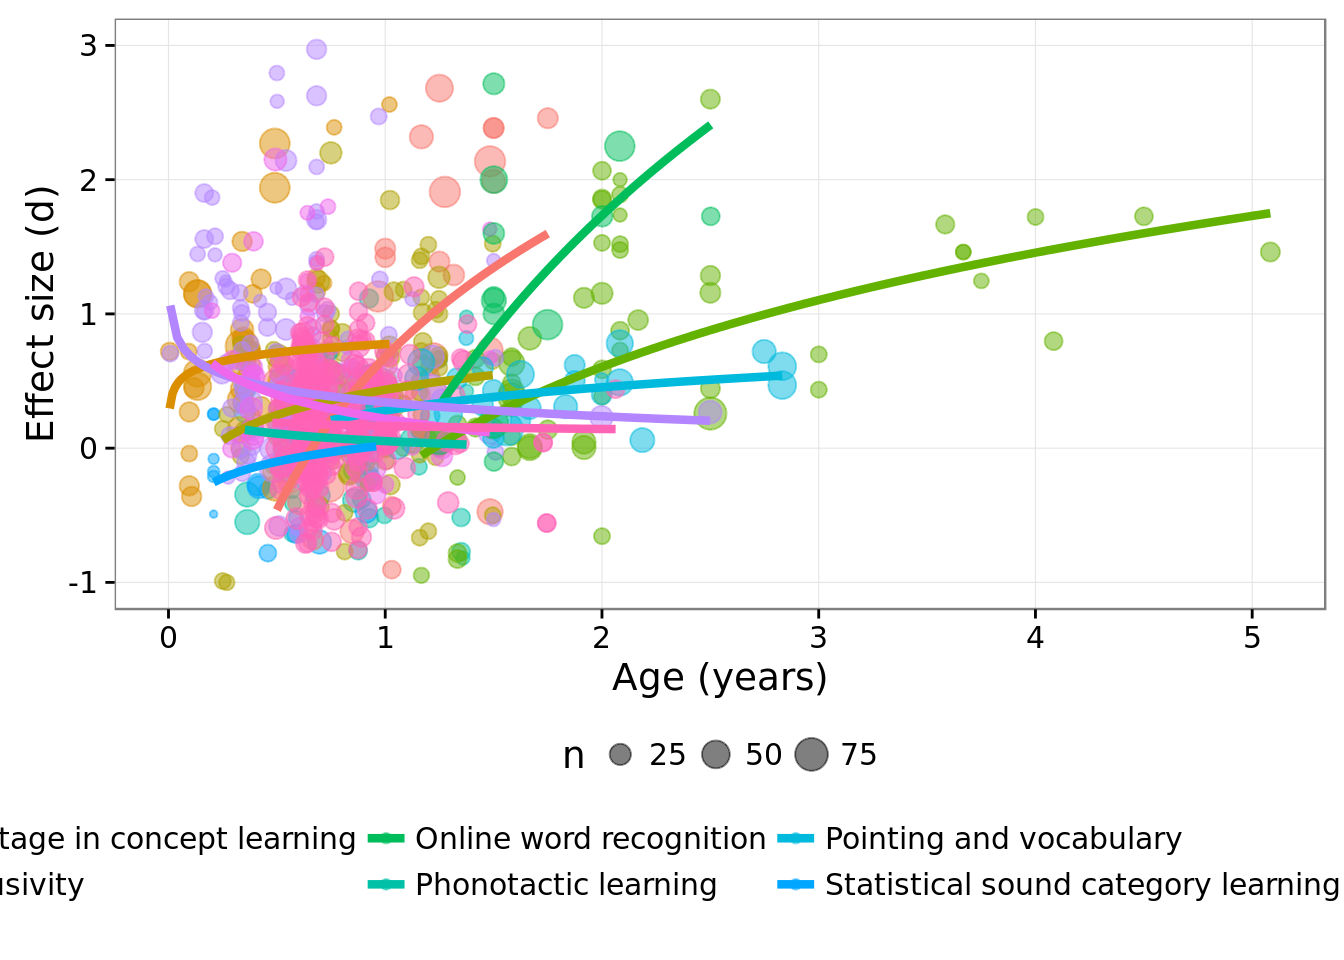 3
2
1
0
-1
Effect size (d)
0 1 2 3 4 5
Age (years)
n 25 50 75
tage in concept learning Online word recognition Pointing and vocabulary
usivity Phonotactic learning Statistical sound category learning